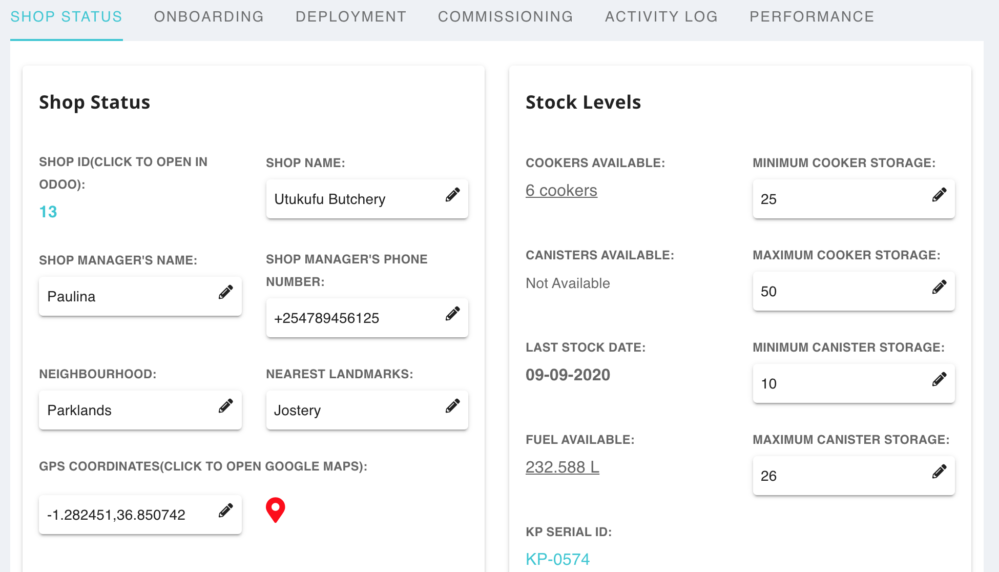 SHOP STATUS ONBOARDING DEPLOYMENT COMMISSIONING ACTIVITY LOG PERFORMANCE
Shop Status
SHOP ID(CLICK TO OPEN IN
ODOO):
13
SHOP NAME:
Utukufu Butchery
SHOP MANAGER'S NAME:
Paulina
SHOP MANAGER'S PHONE
NUMBER:
+254789456125
NEIGHBOURHOOD:
Parklands
NEAREST LANDMARKS:
Jostery
GPS COORDINATES(CLICK TO OPEN GOOGLE MAPS):
-1.282451,36.850742
Stock Levels
COOKERS AVAILABLE:
6 cookers
MINIMUM COOKER STORAGE:
25
CANISTERS AVAILABLE:
Not Available
MAXIMUM COOKER STORAGE:
50
LAST STOCK DATE:
09-09-2020
MINIMUM CANISTER STORAGE:
10
FUEL AVAILABLE:
232.588 L
MAXIMUM CANISTER STORAGE:
26
KP SERIAL ID:
KP-0574